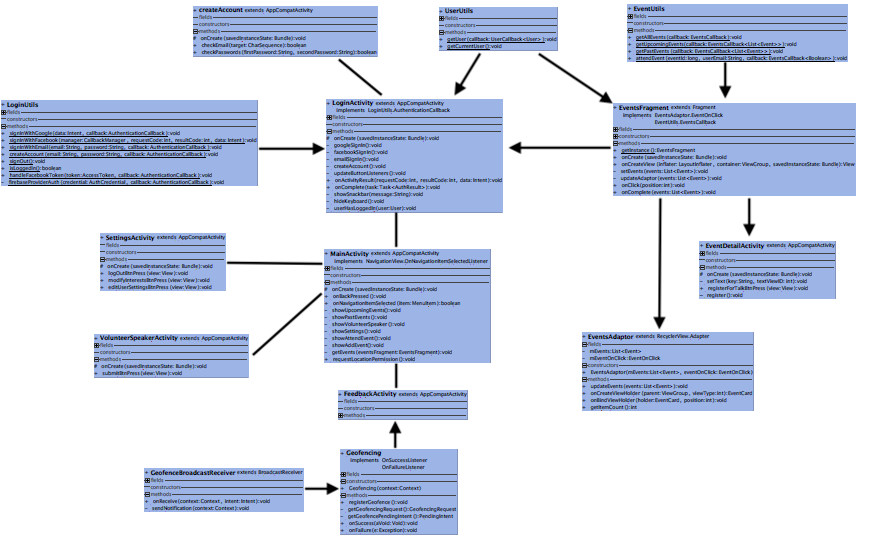 + createAccount extends AppCompatActivity
fields
constructors
methods
# onCreate (savedInstanceState: Bundle):void
+ checkEmail(target: CharSequence):boolean
+ checkPasswords (firstPassword:String, secondPassword:String):boolean
+ UserUtils
fields
constructors
methods
+ getUser (callback: UserCallback<User>):void
+ getCurrentUser():void
+ EventUtils
fields
constructors
methods
+ getAllEvents (callback: EventsCallback):void
+ getUpcomingEvents (callback: EventsCallback<List<Event>>):void
+ getPastEvents (callback: EventsCallback<List<Event>>):void
+ attendEvent (eventId:long, userEmail:String, callback: EventsCallback<Boolean>):void
+ LoginUtils
fields
constructors
methods
+ signInWithGoogle (data: Intent, callback: AuthenticationCallback):void
+ signInWithFacebook (manager: CallbackManager, requestCode: int, resultCode: int, data: Intent):void
+ signInWithEmail (email: String, password: String, callback: AuthenticationCallback):void
+ createAccount (email: String, password: String, callback: AuthenticationCallback):void
+ signOut():void
+ isLoggedIn():boolean
+ handleFacebookToken (token: AccessToken, callback: AuthenticationCallback):void
- firebaseProviderAuth (credential: AuthCredential, callback: AuthenticationCallback):void
+ LoginActivity extends AppCompatActivity
implements LoginUtils.AuthenticationCallback
fields
constructors
methods
# onCreate (savedInstanceState: Bundle):void
- googleSignIn():void
- facebookSignIn():void
- emailSignIn():void
- createAccount():void
- updateButtonListeners():void
+ onActivityResult(requestCode: int, resultCode: int, data: Intent):void
+ onComplete (task: Task<AuthResult>):void
- showSnackbar (message:String):void
- hideKeyboard():void
- userHasLoggedIn(user:User):void
+ EventsFragment extends Fragment
implements EventsAdaptor.EventOnClick
EventUtils.EventsCallback
fields
constructors
methods
+ getInstance():EventsFragment
+ onCreate (savedInstanceState: Bundle):void
+ onCreateView (inflater: LayoutInflater, container: ViewGroup, savedInstanceState: Bundle):View
setEvents (events: List<Event>):void
- updateAdaptor (events: List<Event>):void
+ onClick (position: int):void
+ onComplete (events: List<Event>):void
+ SettingsActivity extends AppCompatActivity
fields
constructors
methods
# onCreate (savedInstanceState: Bundle):void
+ logOutBtnPress (view: View):void
+ modifyInterestsBtnPress (view: View):void
+ editUserSettingsBtnPress (view: View):void
+ MainActivity extends AppCompatActivity
implements NavigationView.OnNavigationItemSelectedListener
fields
constructors
methods
# onCreate (savedInstanceState: Bundle):void
+ onBackPressed ():void
+ onNavigationItemSelected (item: MenuItem):boolean
- showUpcomingEvents():void
- showPastEvents():void
- showVolunteerSpeaker():void
- showSettings():void
- showAttendEvent():void
- showAddEvent():void
- getEvents (eventsFragment: EventsFragment):void
+ requestLocationPermission ():void
+ EventDetailActivity extends AppCompatActivity
fields
constructors
methods
# onCreate (savedInstanceState: Bundle):void
- setText (key: String, textViewID: int):void
+ registerForTalkBtnPress (view: View):void
- register():void
+ VolunteerSpeakerActivity extends AppCompatActivity
fields
constructors
methods
# onCreate (savedInstanceState: Bundle):void
+ submitBtnPress (view: View):void
+ EventsAdaptor extends RecyclerView.Adapter
fields
- mEvents:List<Event>
- mEventOnClick:EventOnClick
constructors
+ EventsAdaptor(mEvents:List<Event>, eventOnClick: EventOnClick)
methods
+ updateEvents (events: List<Event>):void
+ onCreateViewHolder (parent: ViewGroup, viewType: int):EventCard
+ onBindViewHolder (holder: EventCard, position: int):void
+ getItemCount():int
+ FeedbackActivity extends AppCompatActivity
fields
constructors
methods
+ Geofencing
implements OnSuccessListener
OnFailureListener
fields
constructors
+ Geofencing (context: Context)
methods
+ registerGeofence ():void
- getGeofencingRequest ():GeofencingRequest
- getGeofencePendingIntent ():PendingIntent
+ onSuccess (aVoid: Void):void
+ onFailure (e: Exception):void
+ GeofenceBroadcastReceiver extends BroadcastReceiver
fields
constructors
methods
+ onReceive (context: Context, intent: Intent):void
- sendNotification (context: Context):void